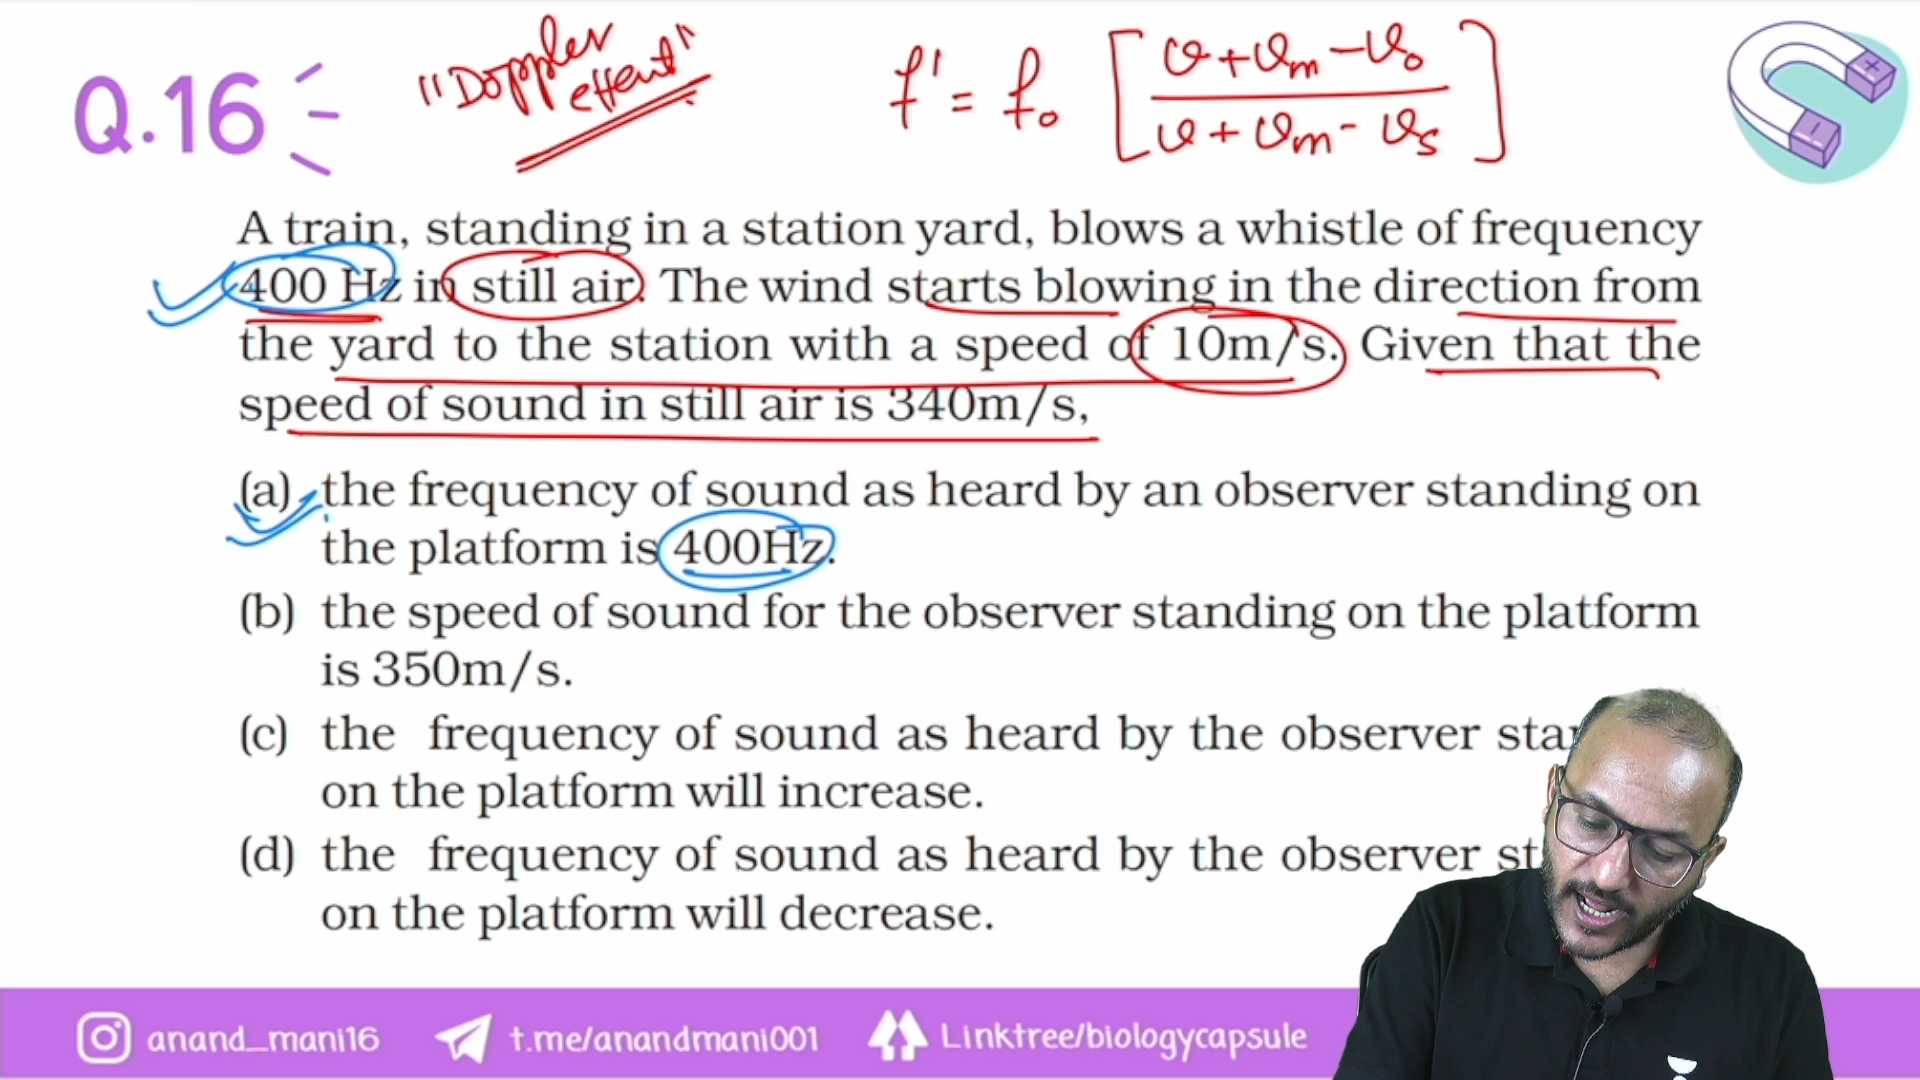 "Doppler effect"
f' = f₀ [ (v + vm - vo) / (v + vm - vs) ]
Q.16
A train, standing in a station yard, blows a whistle of frequency
400 Hz in still air. The wind starts blowing in the direction from
the yard to the station with a speed of 10m/s. Given that the
speed of sound in still air is 340m/s,
(a) the frequency of sound as heard by an observer standing on
the platform is 400Hz.
(b) the speed of sound for the observer standing on the platform
is 350m/s.
(c) the frequency of sound as heard by the observer
on the platform will increase.
(d) the frequency of sound as heard by the observer
on the platform will decrease.
anand_mani16 t.me/anandmani001 Linktree/biologycapsule